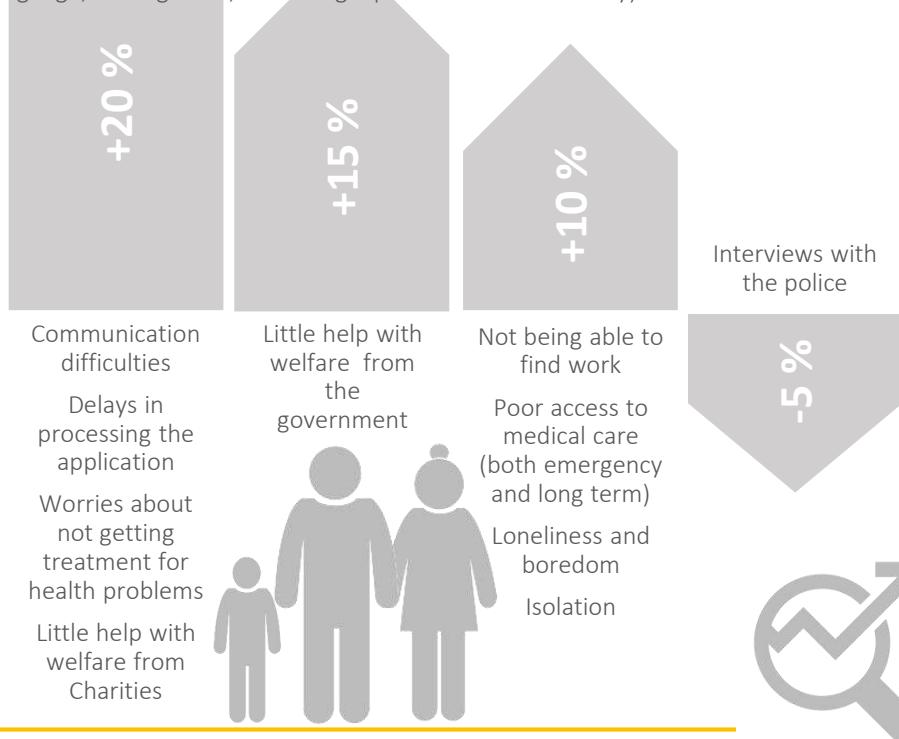 +20 %
+15 %
+10 %
Interviews with
the police
-5 %
Communication
difficulties
Delays in
processing the
application
Worries about
not getting
treatment for
health problems
Little help with
welfare from
Charities
Little help with
welfare from
the
government
Not being able to
find work
Poor access to
medical care
(both emergency
and long term)
Loneliness and
boredom
Isolation